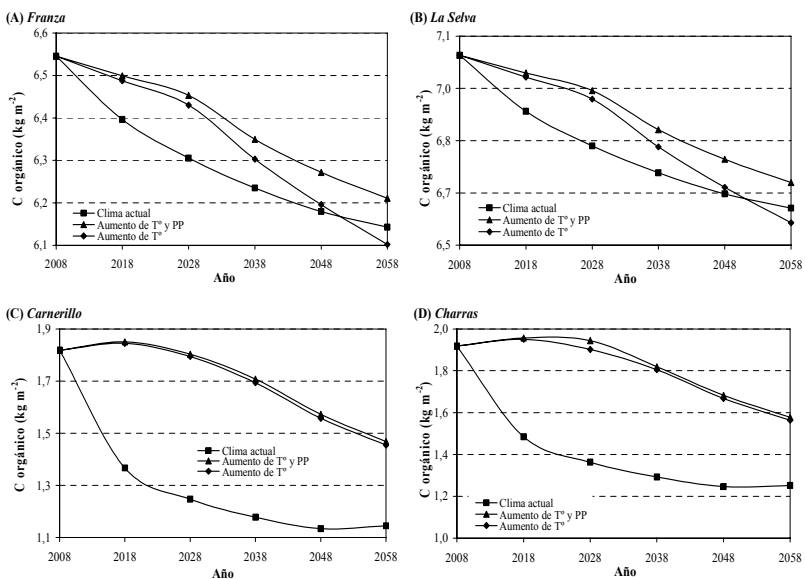 (A) Franza
6,6
6,5
6,3
6,2
6,1
C orgánico (kg m-2)
Clima actual
Aumento de Tº y PP
Aumento de Tº
2008 2018 2028 2038 2048 2058
Año
(B) La Selva
7,1
7,0
6,8
6,7
6,5
C orgánico (kg m-2)
Clima actual
Aumento de Tº y PP
Aumento de Tº
2008 2018 2028 2038 2048 2058
Año
(C) Carnerillo
1,9
1,7
1,5
1,3
1,1
C orgánico (kg m-2)
Clima actual
Aumento de Tº y PP
Aumento de Tº
2008 2018 2028 2038 2048 2058
Año
(D) Charras
2,0
1,8
1,6
1,4
1,2
1,0
C orgánico (kg m-2)
Clima actual
Aumento de Tº y PP
Aumento de Tº
2008 2018 2028 2038 2048 2058
Año